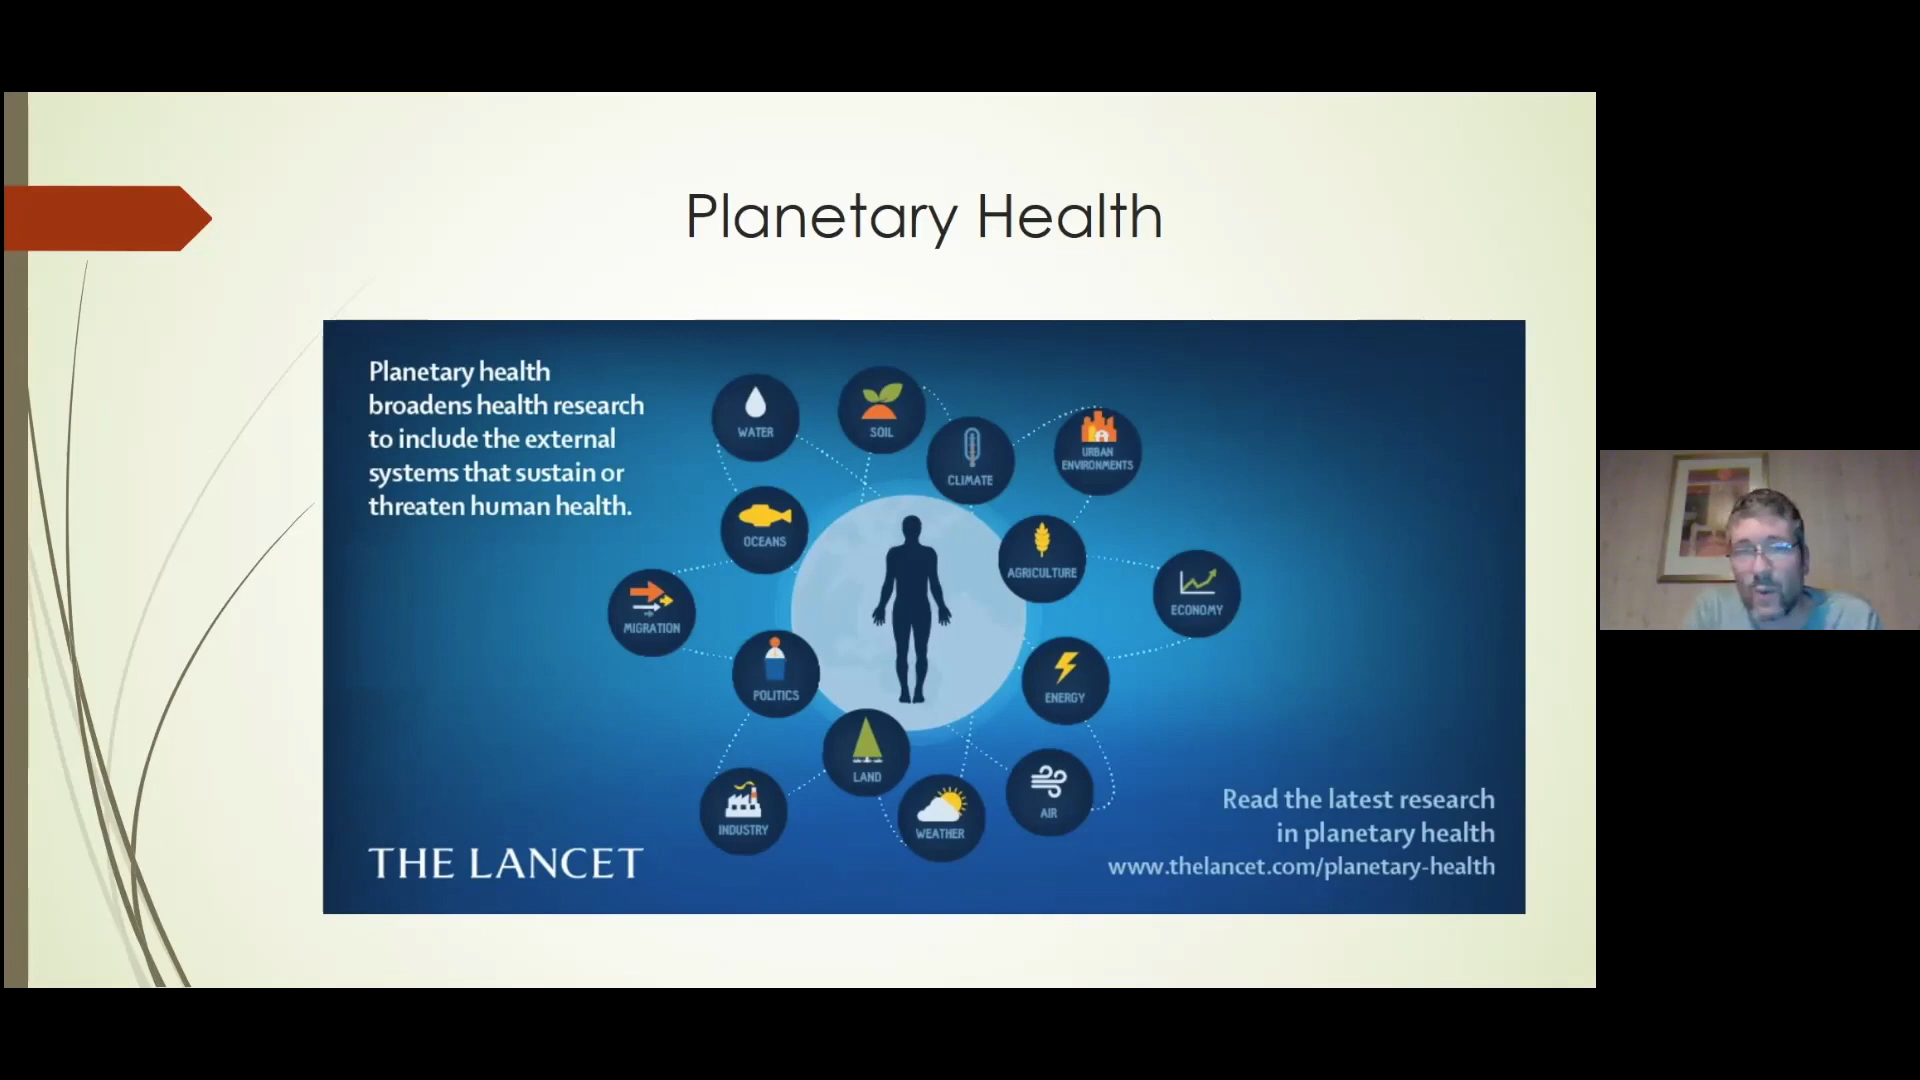 Planetary Health
Planetary health
broadens health research
to include the external
systems that sustain or
threaten human health.
WATER
SOIL
CLIMATE
URBAN
ENVIRONMENTS
OCEANS
AGRICULTURE
MIGRATION
ECONOMY
POLITICS
ENERGY
LAND
INDUSTRY
WEATHER
AIR
THE LANCET
Read the latest research
in planetary health
www.thelancet.com/planetary-health